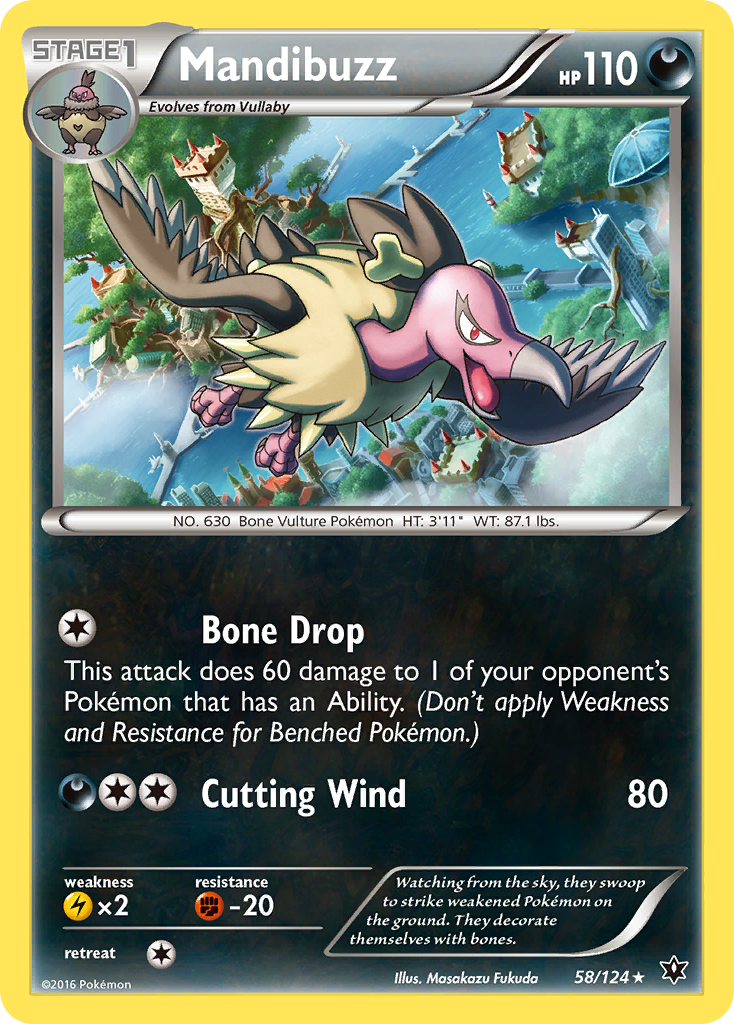 STAGE1
Mandibuzz
HP110
Evolves from Vullaby
NO. 630 Bone Vulture Pokémon HT: 3'11" WT: 87.1 lbs.
Bone Drop
This attack does 60 damage to 1 of your opponent's
Pokémon that has an Ability. (Don't apply Weakness
and Resistance for Benched Pokémon.)
Cutting Wind 80
weakness resistance
×2 -20
retreat
Watching from the sky, they swoop
to strike weakened Pokémon on
the ground. They decorate
themselves with bones.
©2016 Pokémon
Illus. Masakazu Fukuda 58/124 ★